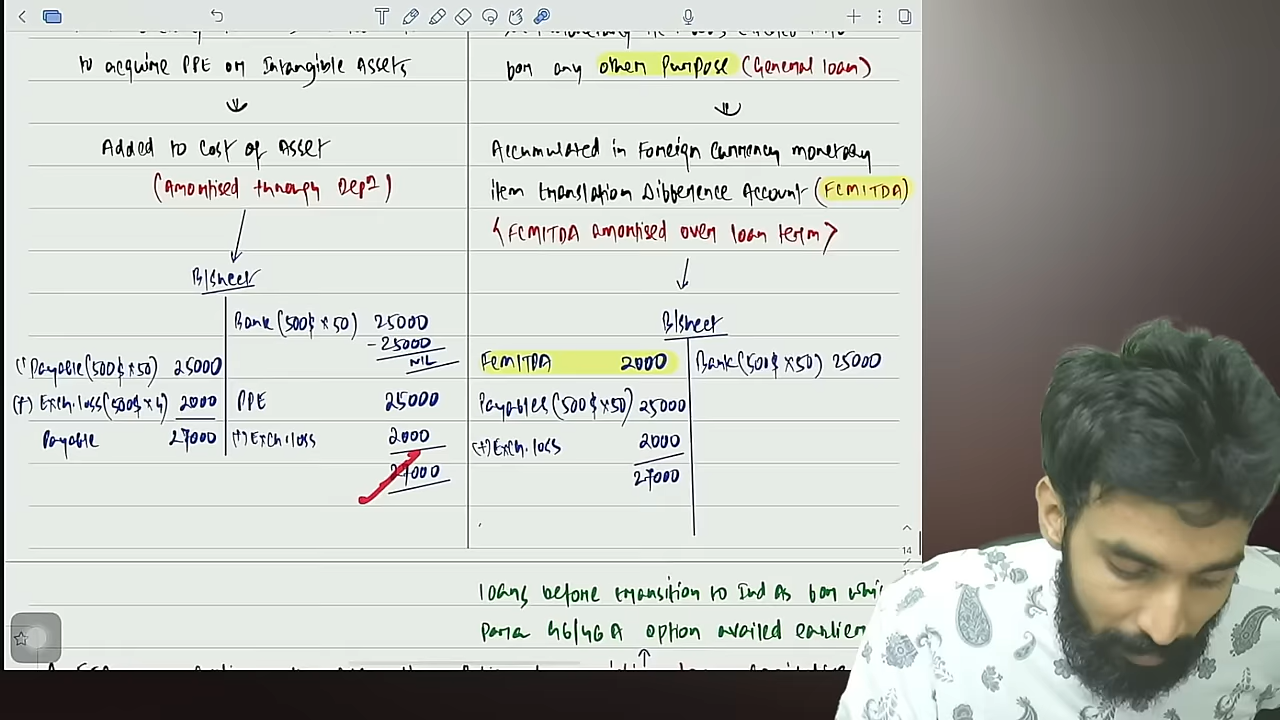 to acquire PPE or Intangible Assets
↓
Added to Cost of Asset
(Amortised through Depn)
B/Sheet
Bank (500$ × 50) 25000
- 25000
NIL
(1) Payable (500$ × 50) 25000
(+) Exch. loss (500$ × 4) 2000
PPE 25000
Payable 27000
(+) Exch. loss 2000
27000
for any other purpose (General loan)
↓
Accumulated in Foreign Currency monetary
item translation Difference Account (FCMITDA)
{FCMITDA amortised over loan term}
B/Sheet
FCMITDA 2000
Bank (500$ × 50) 25000
Payables (500$ × 50) 25000
(+) Exch. loss 2000
27000
14
loans before transition to Ind As for
para 46/46A option availed earlier